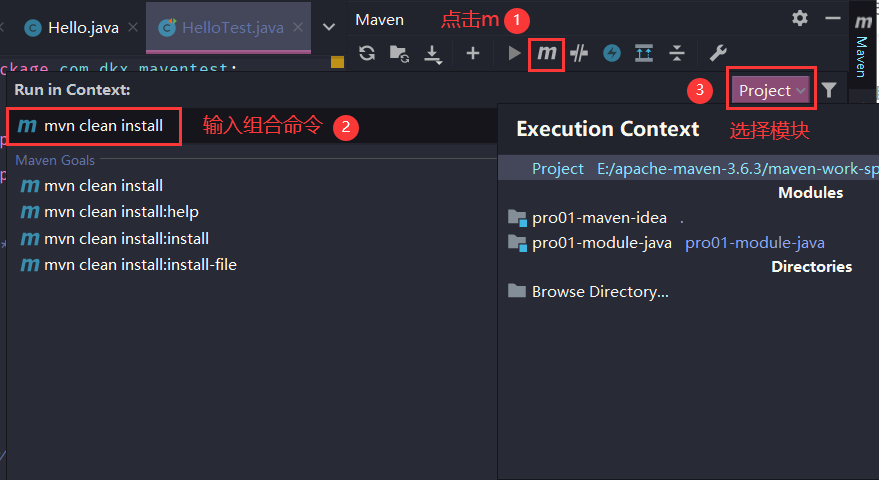 Hello.java
HelloTest.java
Maven
点击m 1
m
Maven
ckage com.dkx.maventest;
Run in Context:
3 Project
m mvn clean install 输入组合命令 2
Maven Goals
m mvn clean install
m mvn clean install:help
m mvn clean install:install
m mvn clean install:install-file
Execution Context 选择模块
Project E:/apache-maven-3.6.3/maven-work-sp
Modules
pro01-maven-idea .
pro01-module-java pro01-module-java
Directories
Browse Directory...